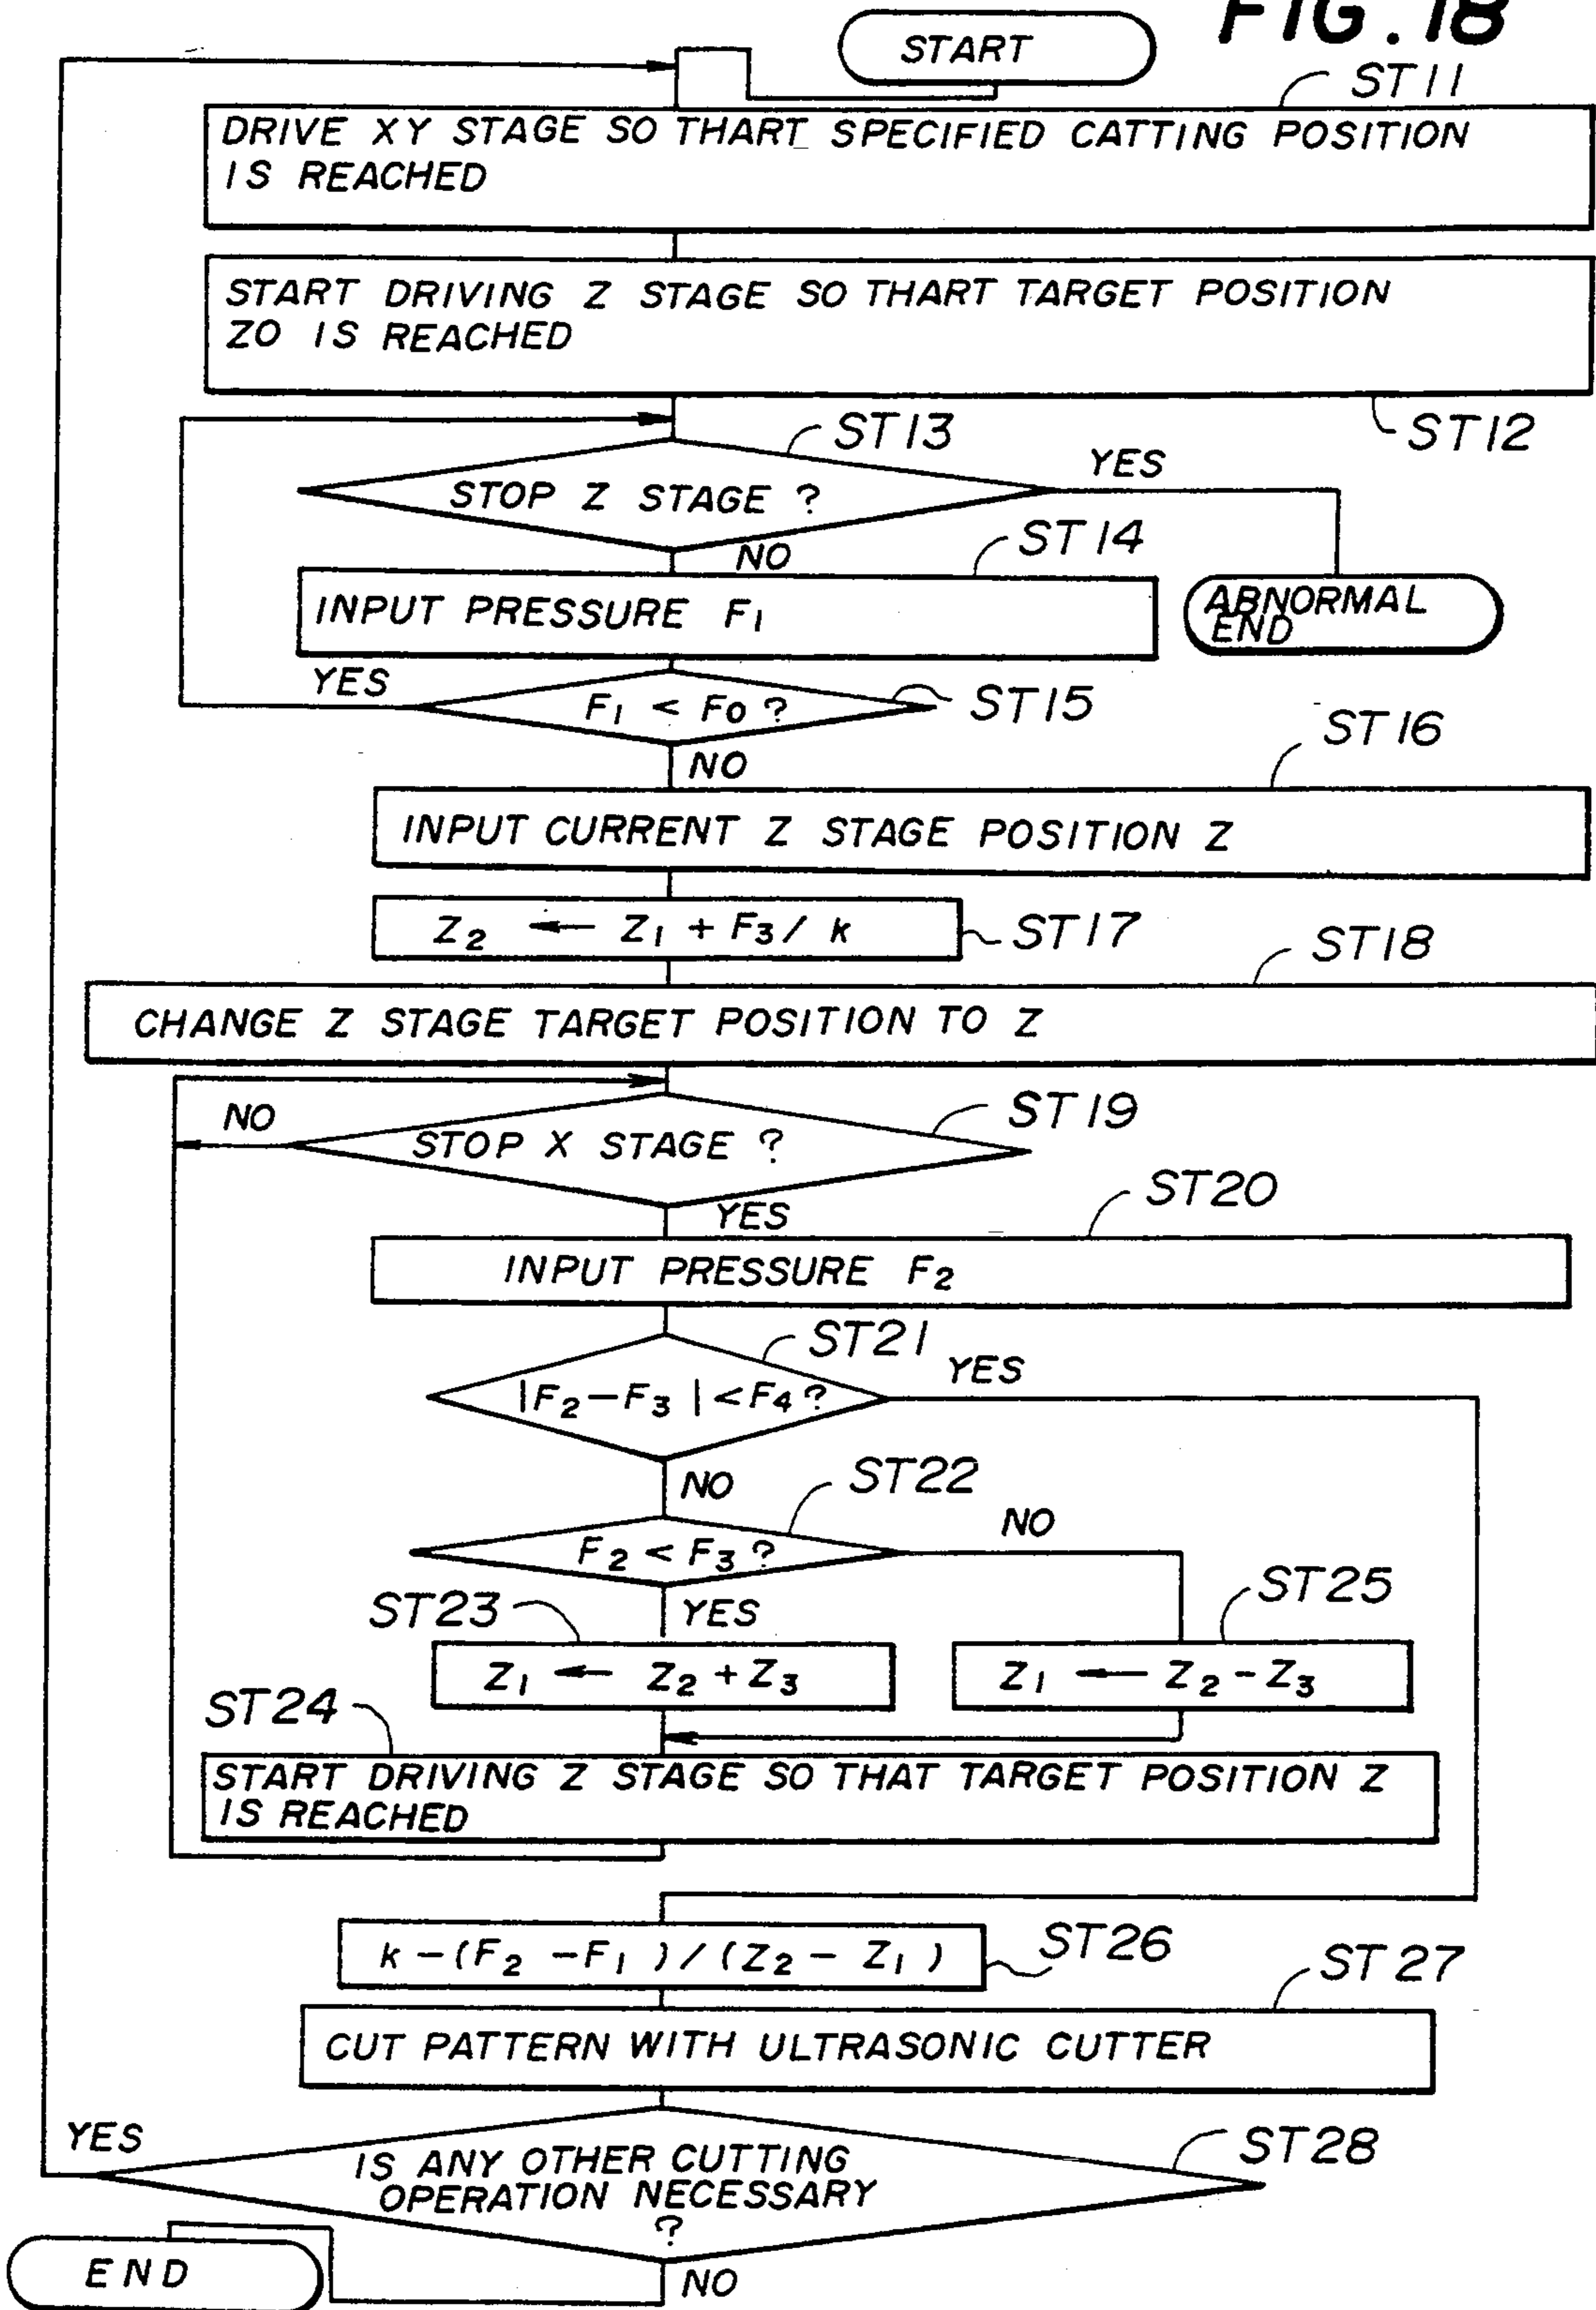 FIG. 18
START
ST11
DRIVE XY STAGE SO THART SPECIFIED CATTING POSITION
IS REACHED
START DRIVING Z STAGE SO THART TARGET POSITION
ZO IS REACHED
ST12
ST13
STOP Z STAGE ?
YES
NO
ST14
INPUT PRESSURE F1
ABNORMAL
END
YES
F1 < F0 ?
ST15
NO
ST16
INPUT CURRENT Z STAGE POSITION Z
Z2 ← Z1 + F3 / k
ST17
ST18
CHANGE Z STAGE TARGET POSITION TO Z
NO
STOP X STAGE ?
ST19
YES
ST20
INPUT PRESSURE F2
ST21
|F2 – F3 | < F4 ?
YES
NO
ST22
F2 < F3 ?
NO
ST23
YES
ST25
Z1 ← Z2 + Z3
Z1 ← Z2 - Z3
ST24
START DRIVING Z STAGE SO THAT TARGET POSITION Z
IS REACHED
k – (F2 – F1 ) / (Z2 – Z1 )
ST26
ST27
CUT PATTERN WITH ULTRASONIC CUTTER
YES
IS ANY OTHER CUTTING
OPERATION NECESSARY
?
ST28
END
NO